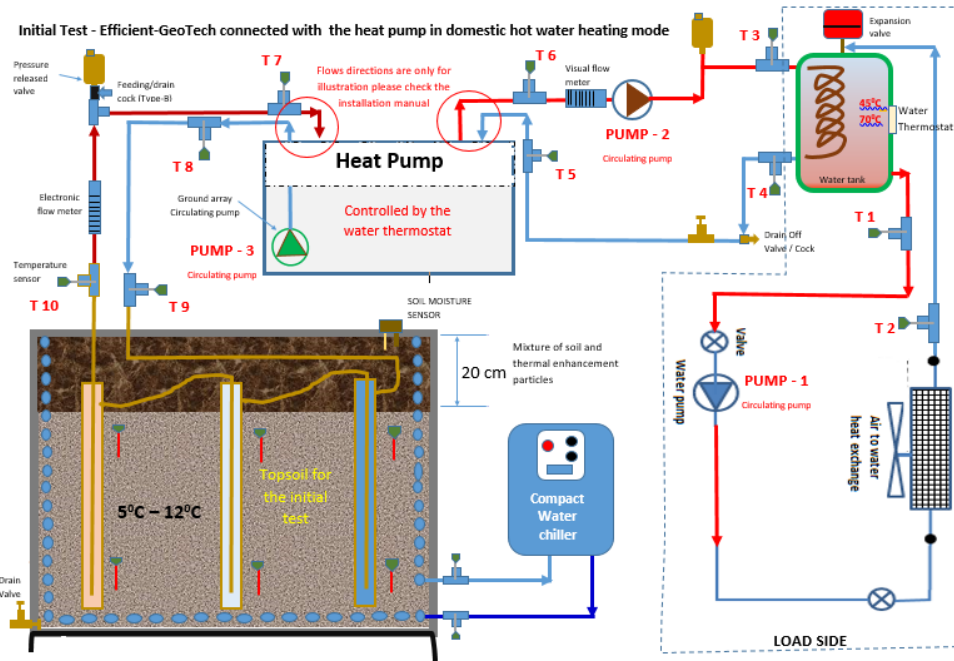 Initial Test - Efficient-GeoTech connected with the heat pump in domestic hot water heating mode
Pressure
released
valve
Feeding/drain
cock (Type-B)
T 7
Flows directions are only for
illustration please check the
installation manual
T 6
Visual flow
meter
PUMP - 2
Circulating pump
T 3
Expansion
valve
45⁰C
70⁰C
Water
Thermostat
Water tank
T 8
Heat Pump
T 5
T 4
Electronic
flow meter
Ground array
Circulating pump
Controlled by the
water thermostat
PUMP - 3
Circulating pump
Drain Off
Valve / Cock
T 1
Temperature
sensor
T 10
T 9
SOIL MOISTURE
SENSOR
T 2
20 cm
Mixture of soil and
thermal enhancement
particles
Valve
Water pump
PUMP - 1
Circulating pump
Air to water
heat exchange
Topsoil for
the initial
test
5⁰C – 12⁰C
Compact
Water
chiller
Drain
Valve
LOAD SIDE